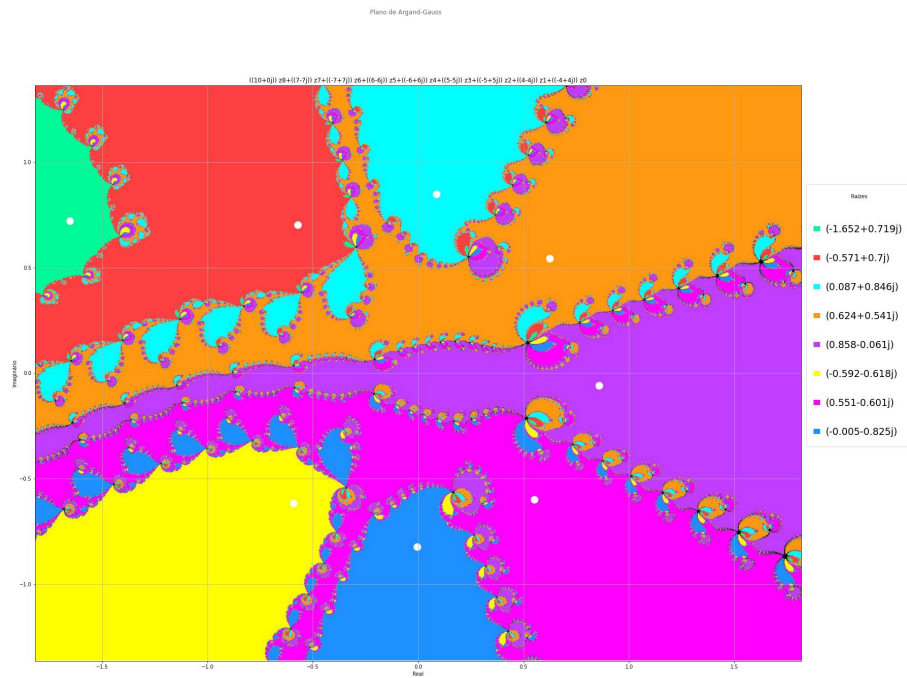 Plano de Argand-Gauss
((10+0j)) z8+((7-7j)) z7+((-7+7j)) z6+((6-6j)) z5+((-6+6j)) z4+((5-5j)) z3+((-5+5j)) z2+((4-4j)) z1+((-4+4j)) z0
1.0
0.5
0.0
−0.5
−1.0
Imaginário
−1.5
−1.0
−0.5
0.0
0.5
1.0
1.5
Real
Raízes
(-1.652+0.719j)
(-0.571+0.7j)
(0.087+0.846j)
(0.624+0.541j)
(0.858-0.061j)
(-0.592-0.618j)
(0.551-0.601j)
(-0.005-0.825j)